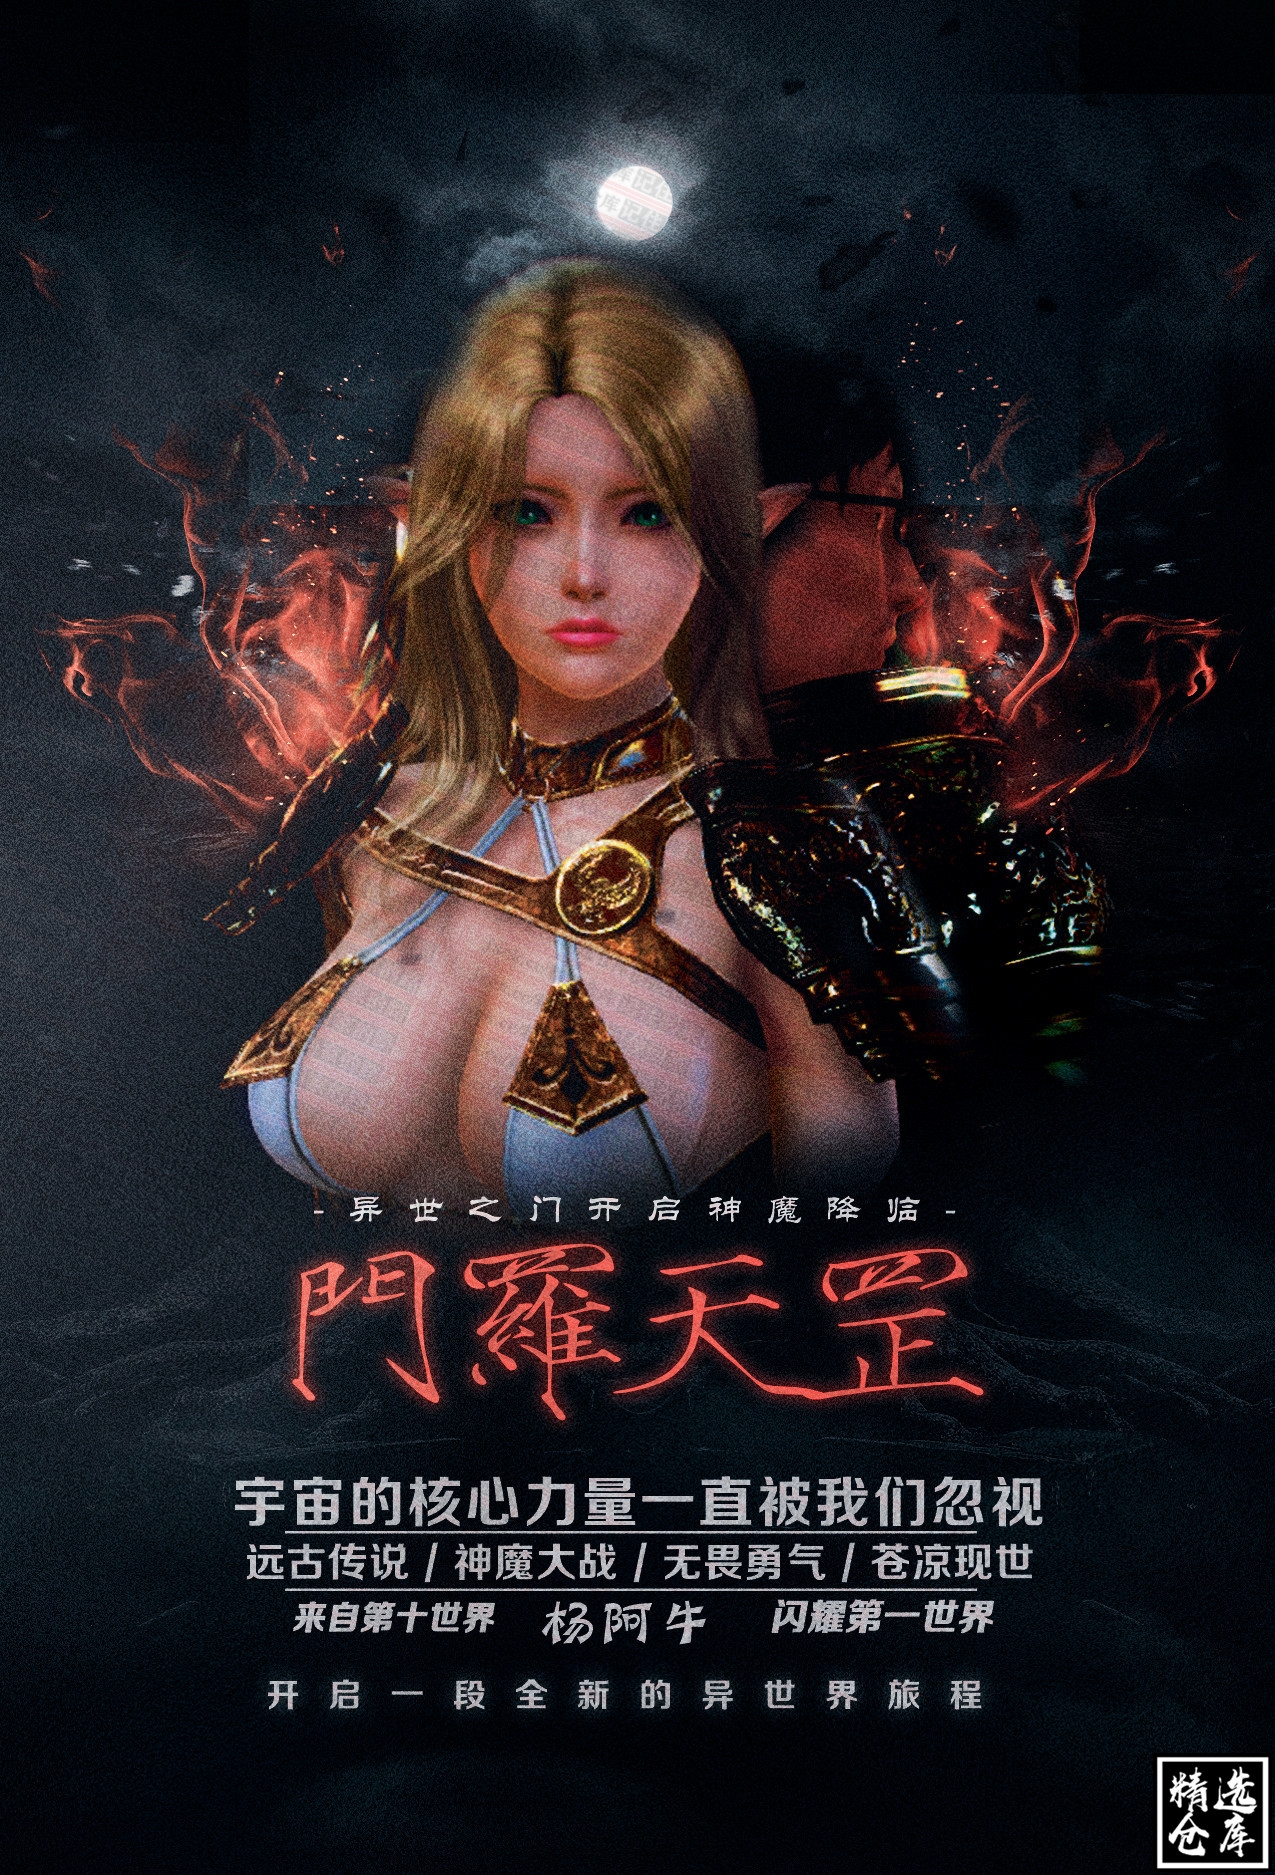 - 异世之门开启神魔降临 -
門羅天罡
宇宙的核心力量一直被我们忽视
远古传说 / 神魔大战 / 无畏勇气 / 苍凉现世
来自第十世界 杨阿牛 闪耀第一世界
开启一段全新的异世界旅程
精选
仓库